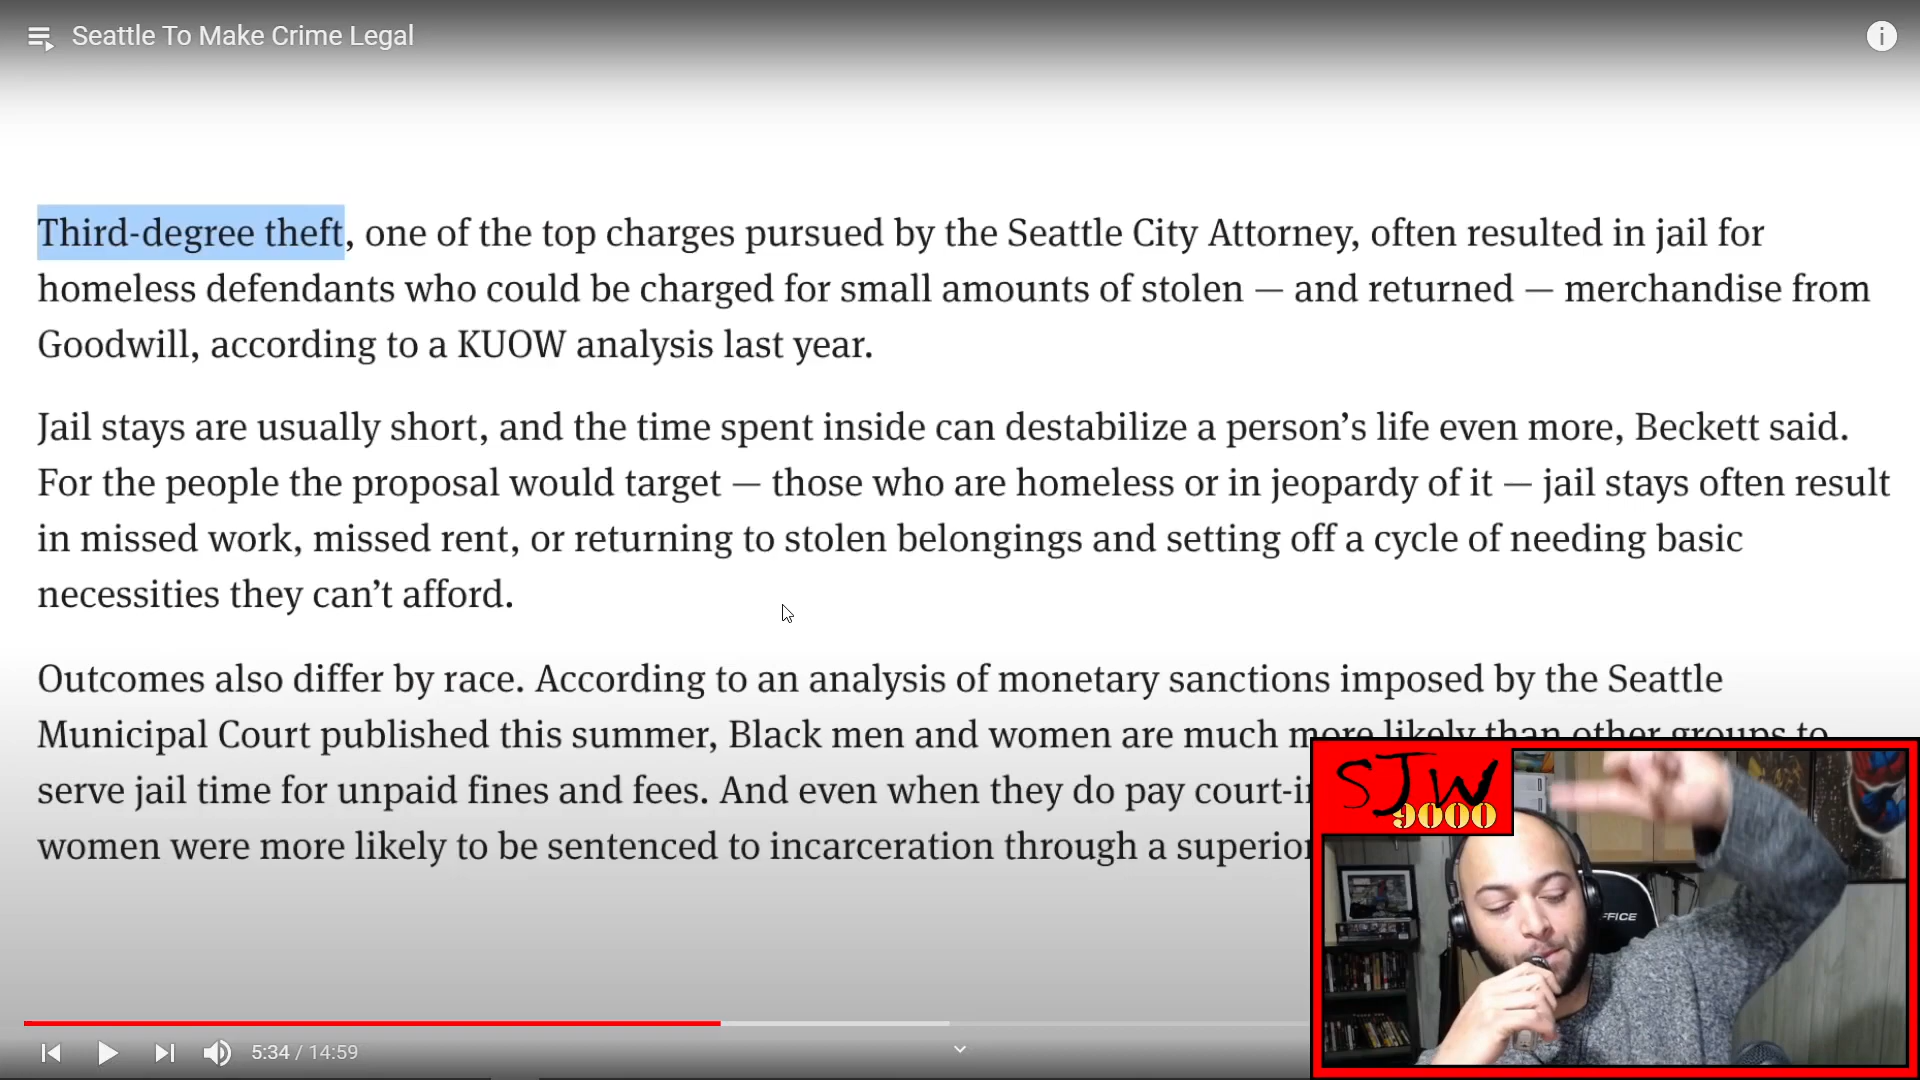 Seattle To Make Crime Legal
Third-degree theft, one of the top charges pursued by the Seattle City Attorney, often resulted in jail for
homeless defendants who could be charged for small amounts of stolen — and returned — merchandise from
Goodwill, according to a KUOW analysis last year.
Jail stays are usually short, and the time spent inside can destabilize a person’s life even more, Beckett said.
For the people the proposal would target — those who are homeless or in jeopardy of it — jail stays often result
in missed work, missed rent, or returning to stolen belongings and setting off a cycle of needing basic
necessities they can’t afford.
Outcomes also differ by race. According to an analysis of monetary sanctions imposed by the Seattle
Municipal Court published this summer, Black men and women are much more likely than other groups to
serve jail time for unpaid fines and fees. And even when they do pay
women were more likely to be sentenced to incarceration through a
SJW
9000
FFICE
5:34 / 14:59